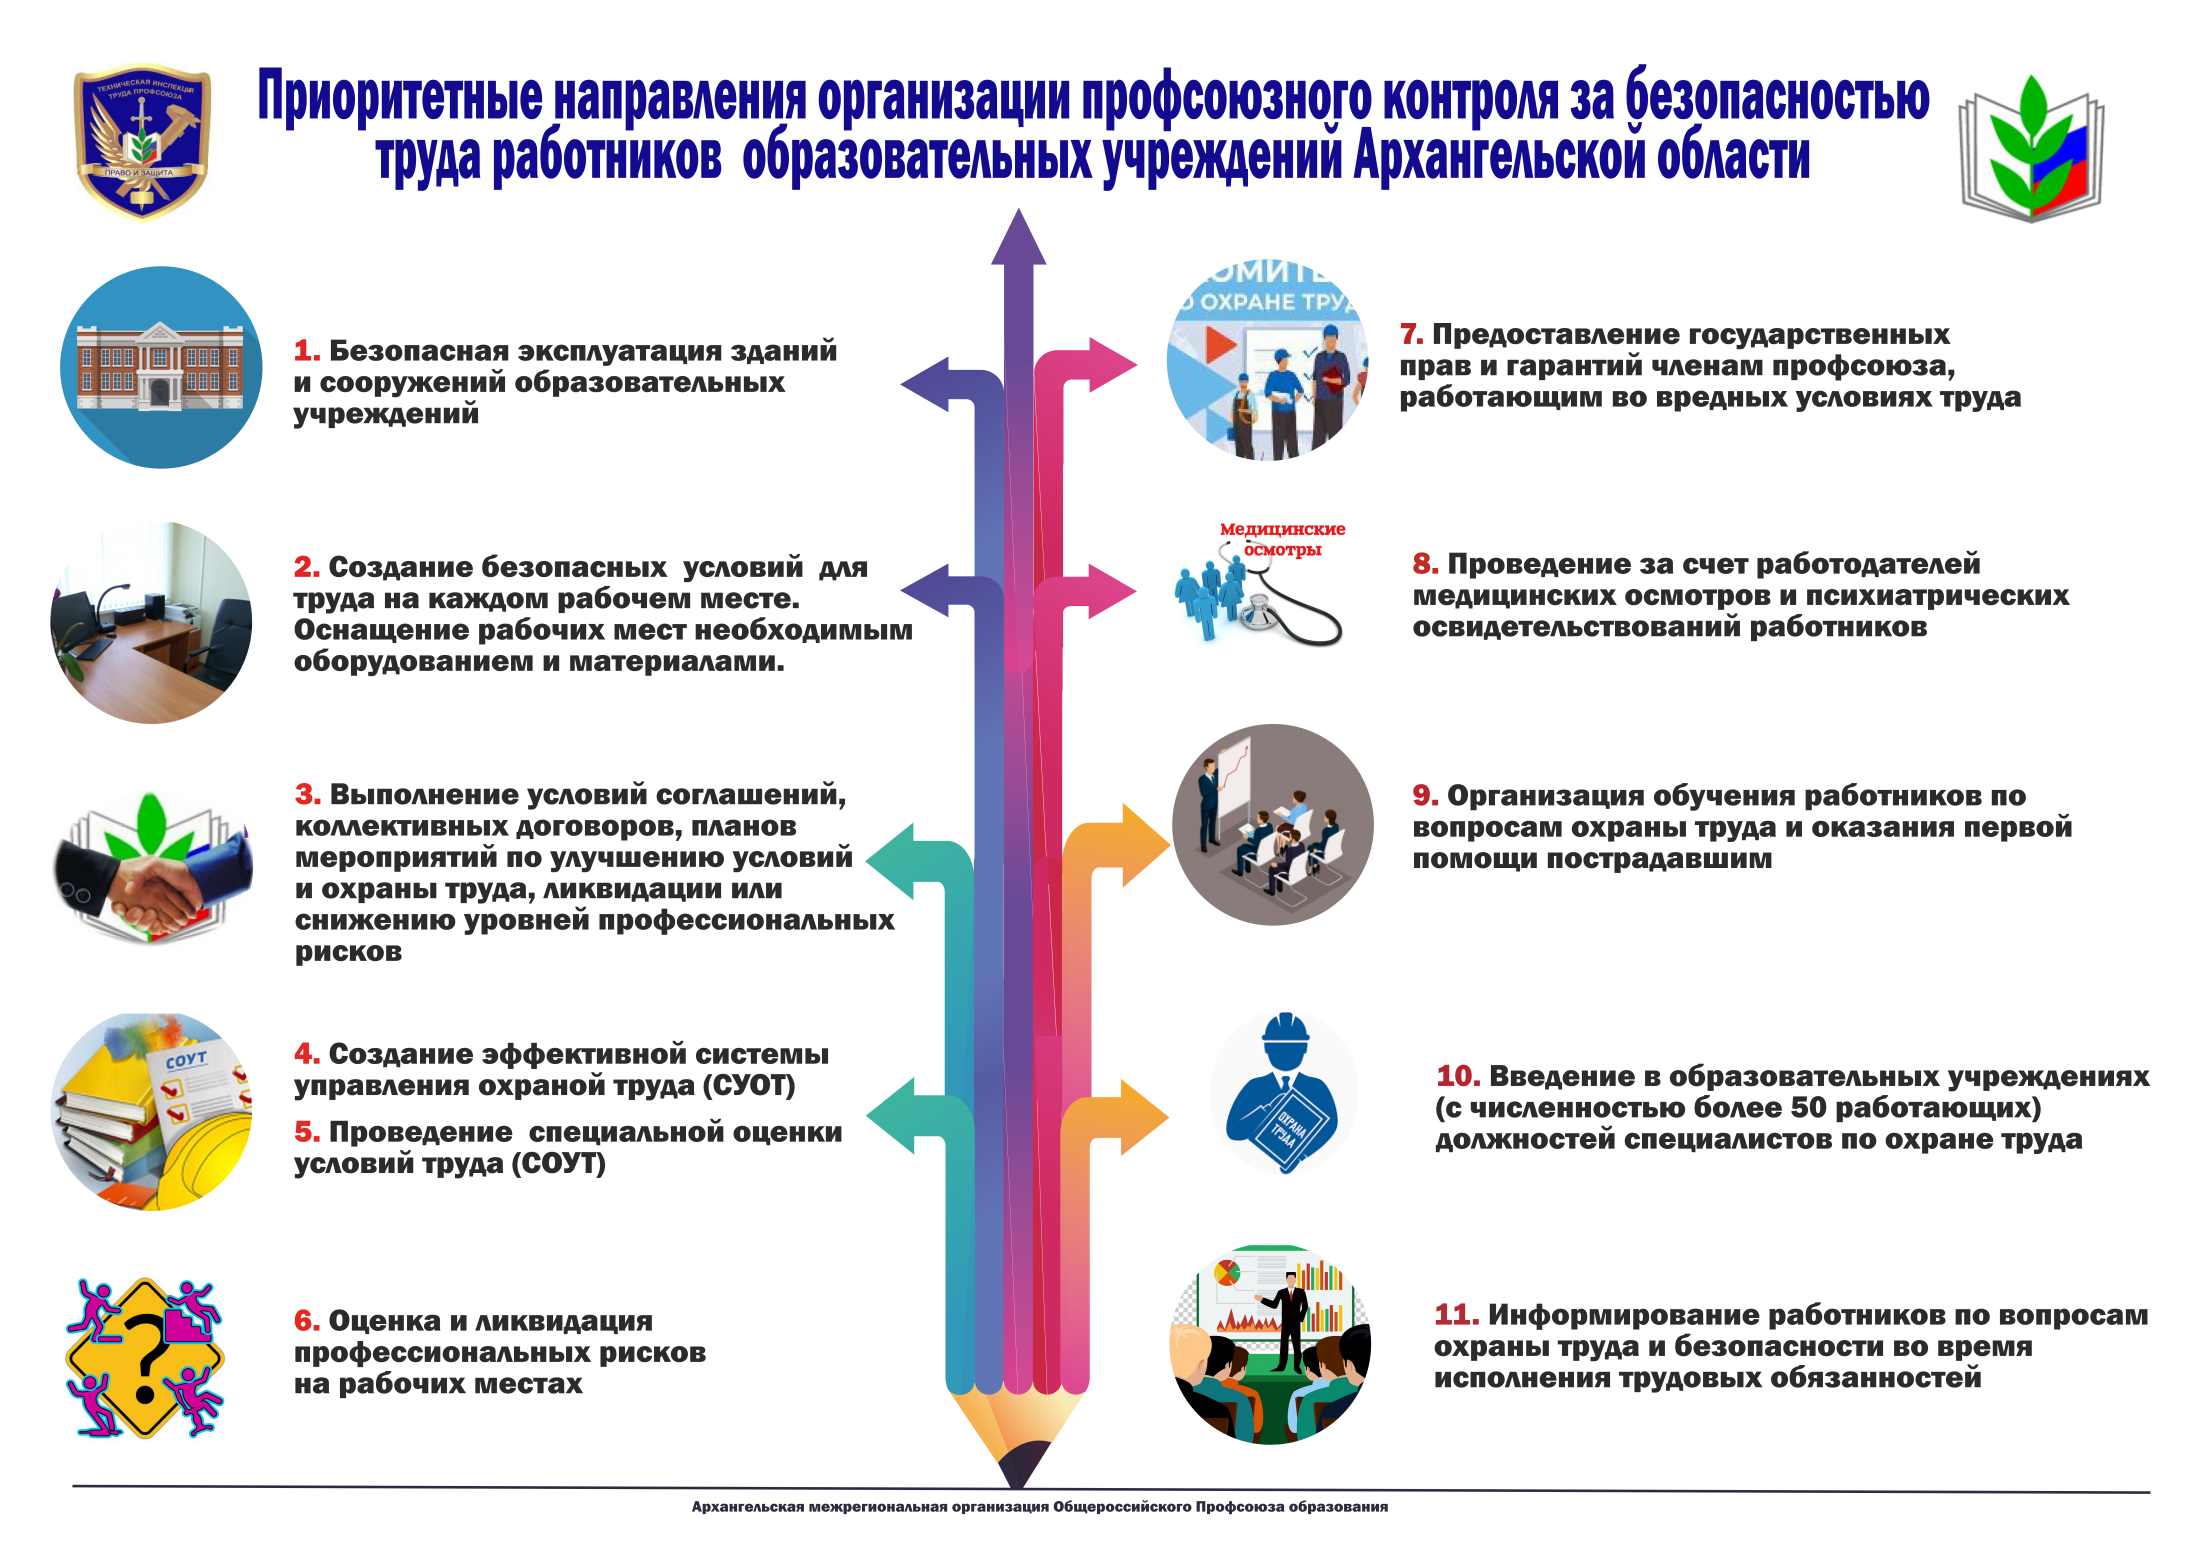 ТЕХНИЧЕСКАЯ ИНСПЕКЦИЯ
ТРУДА ПРОФСОЮЗА
ПРАВО И ЗАЩИТА
Приоритетные направления организации профсоюзного контроля за безопасностью
труда работников образовательных учреждений Архангельской области
1. Безопасная эксплуатация зданий
и сооружений образовательных
учреждений
2. Создание безопасных условий для
труда на каждом рабочем месте.
Оснащение рабочих мест необходимым
оборудованием и материалами.
3. Выполнение условий соглашений,
коллективных договоров, планов
мероприятий по улучшению условий
и охраны труда, ликвидации или
снижению уровней профессиональных
рисков
СОУТ
4. Создание эффективной системы
управления охраной труда (СУОТ)
5. Проведение специальной оценки
условий труда (СОУТ)
?
6. Оценка и ликвидация
профессиональных рисков
на рабочих местах
ОМИТЕ
О ОХРАНЕ ТРУД
7. Предоставление государственных
прав и гарантий членам профсоюза,
работающим во вредных условиях труда
Медицинские
осмотры
8. Проведение за счет работодателей
медицинских осмотров и психиатрических
освидетельствований работников
9. Организация обучения работников по
вопросам охраны труда и оказания первой
помощи пострадавшим
ОХРАНА
ТРУДА
10. Введение в образовательных учреждениях
(с численностью более 50 работающих)
должностей специалистов по охране труда
11. Информирование работников по вопросам
охраны труда и безопасности во время
исполнения трудовых обязанностей
Архангельская межрегиональная организация Общероссийского Профсоюза образования